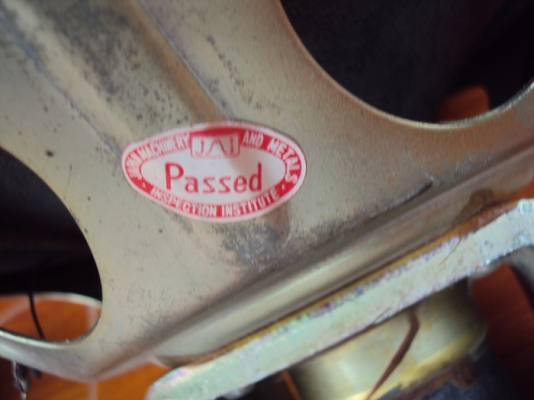 JAPAN MACHINERY AND METALS
JMI
Passed
· INSPECTION INSTITUTE ·